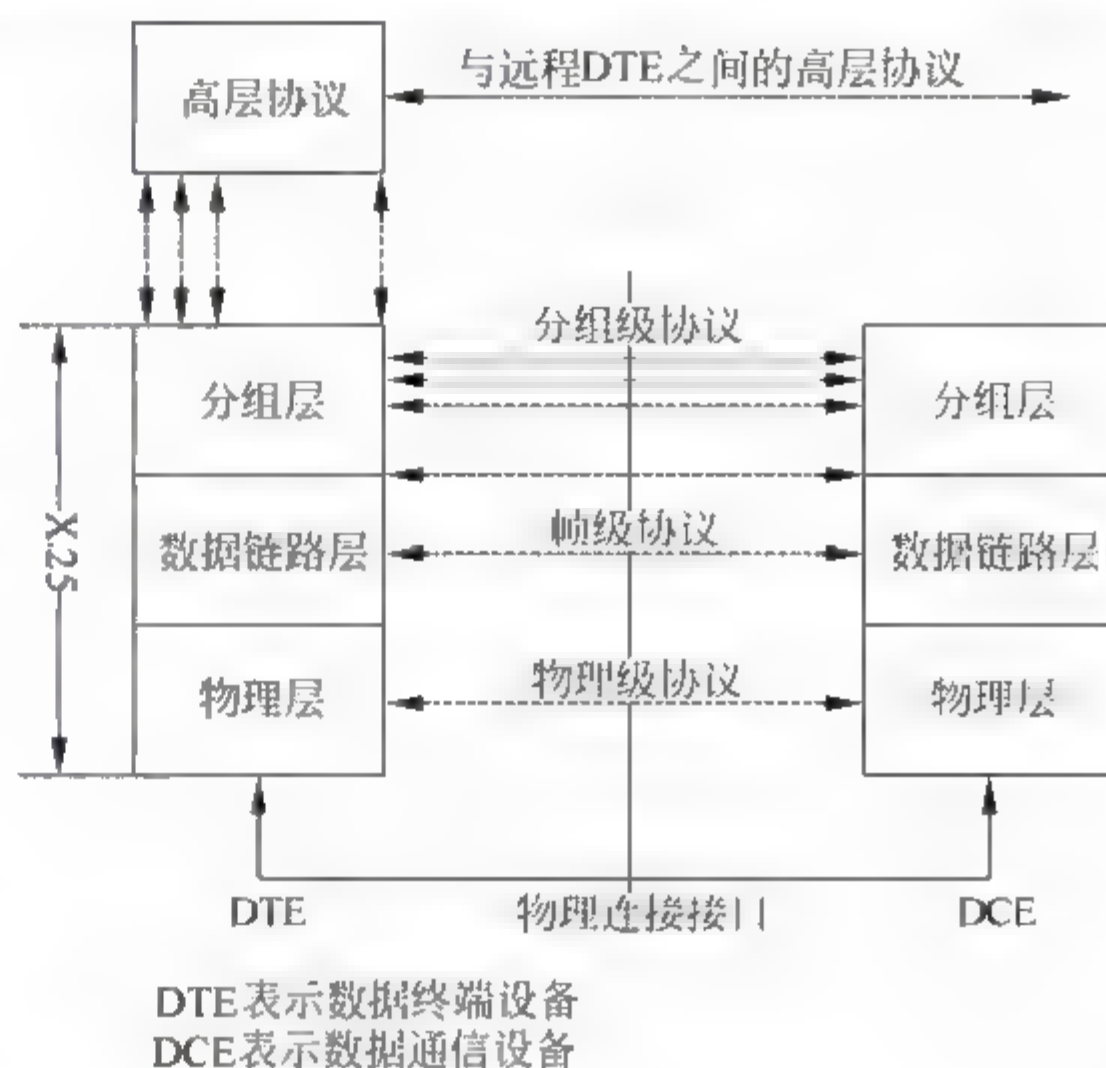 高层协议
与远程DTE之间的高层协议
分组级协议
分组层
分组层
X.25
帧级协议
数据链路层
数据链路层
物理级协议
物理层
物理层
DTE
物理连接接口
DCE
DTE表示数据终端设备
DCE表示数据通信设备